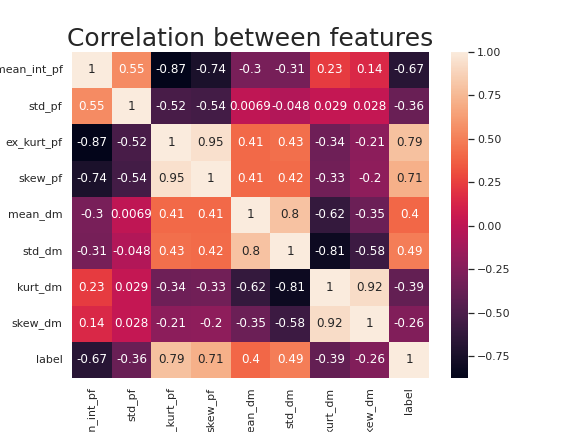 Correlation between features
mean_int_pf 1 0.55 -0.87 -0.74 -0.3 -0.31 0.23 0.14 -0.67
std_pf 0.55 1 -0.52 -0.54 0.0069 -0.048 0.029 0.028 -0.36
ex_kurt_pf -0.87 -0.52 1 0.95 0.41 0.43 -0.34 -0.21 0.79
skew_pf -0.74 -0.54 0.95 1 0.41 0.42 -0.33 -0.2 0.71
mean_dm -0.3 0.0069 0.41 0.41 1 0.8 -0.62 -0.35 0.4
std_dm -0.31 -0.048 0.43 0.42 0.8 1 -0.81 -0.58 0.49
kurt_dm 0.23 0.029 -0.34 -0.33 -0.62 -0.81 1 0.92 -0.39
skew_dm 0.14 0.028 -0.21 -0.2 -0.35 -0.58 0.92 1 -0.26
label -0.67 -0.36 0.79 0.71 0.4 0.49 -0.39 -0.26 1
n_int_pf
std_pf
_kurt_pf
skew_pf
ean_dm
std_dm
kurt_dm
kew_dm
label
1.00
0.75
0.50
0.25
0.00
−0.25
−0.50
−0.75